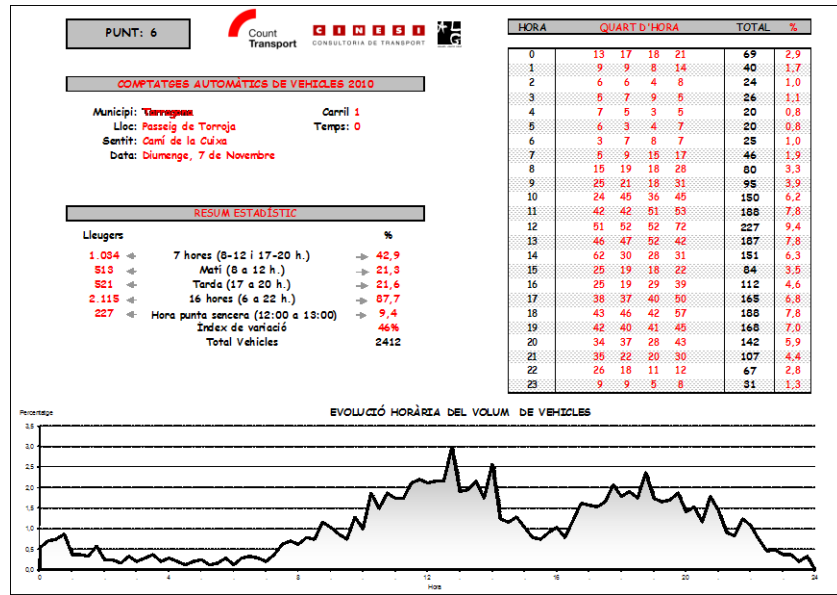 PUNT: 6
Count
Transport
CINESI
CONSULTORIA DE TRANSPORT
COMPTATGES AUTOMÀTICS DE VEHICLES 2010
Municipi:
Carril 1
Lloc: Passeig de Torroja
Temps: 0
Sentit: Camí de la Cuixa
Data: Diumenge, 7 de Novembre
RESUM ESTADÍSTIC
Lleugers %
1.034 7 hores (8-12 i 17-20 h.) 42,9
513 Matí (8 a 12 h.) 21,3
521 Tarda (17 a 20 h.) 21,6
2.115 16 hores (6 a 22 h.) 87,7
227 Hora punta sencera (12:00 a 13:00) 9,4
Índex de variació 46%
Total Vehicles 2412
HORA QUART D'HORA TOTAL %
0 13 17 18 21 69 2,9
1 9 9 8 14 40 1,7
2 6 6 4 8 24 1,0
3 5 7 9 5 26 1,1
4 7 5 3 5 20 0,8
5 6 3 4 7 20 0,8
6 3 7 8 7 25 1,0
7 5 9 15 17 46 1,9
8 15 19 18 28 80 3,3
9 25 21 18 31 95 3,9
10 24 45 36 45 150 6,2
11 42 42 51 53 188 7,8
12 51 52 52 72 227 9,4
13 46 47 52 42 187 7,8
14 62 30 28 31 151 6,3
15 25 19 18 22 84 3,5
16 25 19 29 39 112 4,6
17 38 37 40 50 165 6,8
18 43 46 42 57 188 7,8
19 42 40 41 45 168 7,0
20 34 37 28 43 142 5,9
21 35 22 20 30 107 4,4
22 26 18 11 12 67 2,8
23 9 9 5 8 31 1,3
EVOLUCIÓ HORÀRIA DEL VOLUM DE VEHICLES
Percentatge
3,5
3,0
2,5
2,0
1,5
1,0
0,5
0,0
0 4 8 12 16 20 24
Hora